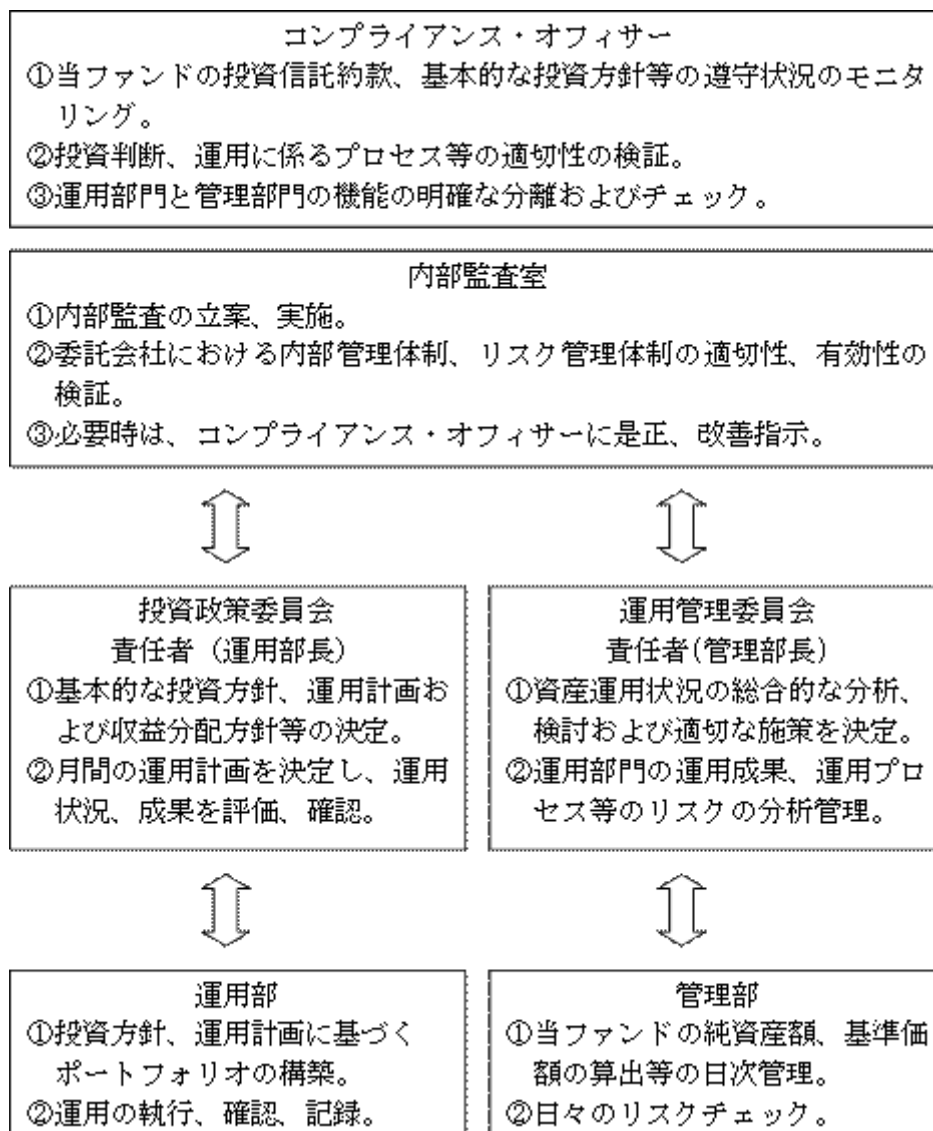 コンプライアンス・オフィサー
①当ファンドの投資信託約款、基本的な投資方針等の遵守状況のモニタ
リング。
②投資判断、運用に係るプロセス等の適切性の検証。
③運用部門と管理部門の機能の明確な分離およびチェック。
内部監査室
①内部監査の立案、実施。
②委託会社における内部管理体制、リスク管理体制の適切性、有効性の
検証。
③必要時は、コンプライアンス・オフィサーに是正、改善指示。
投資政策委員会
責任者（運用部長）
①基本的な投資方針、運用計画お
よび収益分配方針等の決定。
②月間の運用計画を決定し、運用
状況、成果を評価、確認。
運用管理委員会
責任者(管理部長)
①資産運用状況の総合的な分析、
検討および適切な施策を決定。
②運用部門の運用成果、運用プロ
セス等のリスクの分析管理。
運用部
①投資方針、運用計画に基づく
ポートフォリオの構築。
②運用の執行、確認、記録。
管理部
①当ファンドの純資産額、基準価
額の算出等の日次管理。
②日々のリスクチェック。